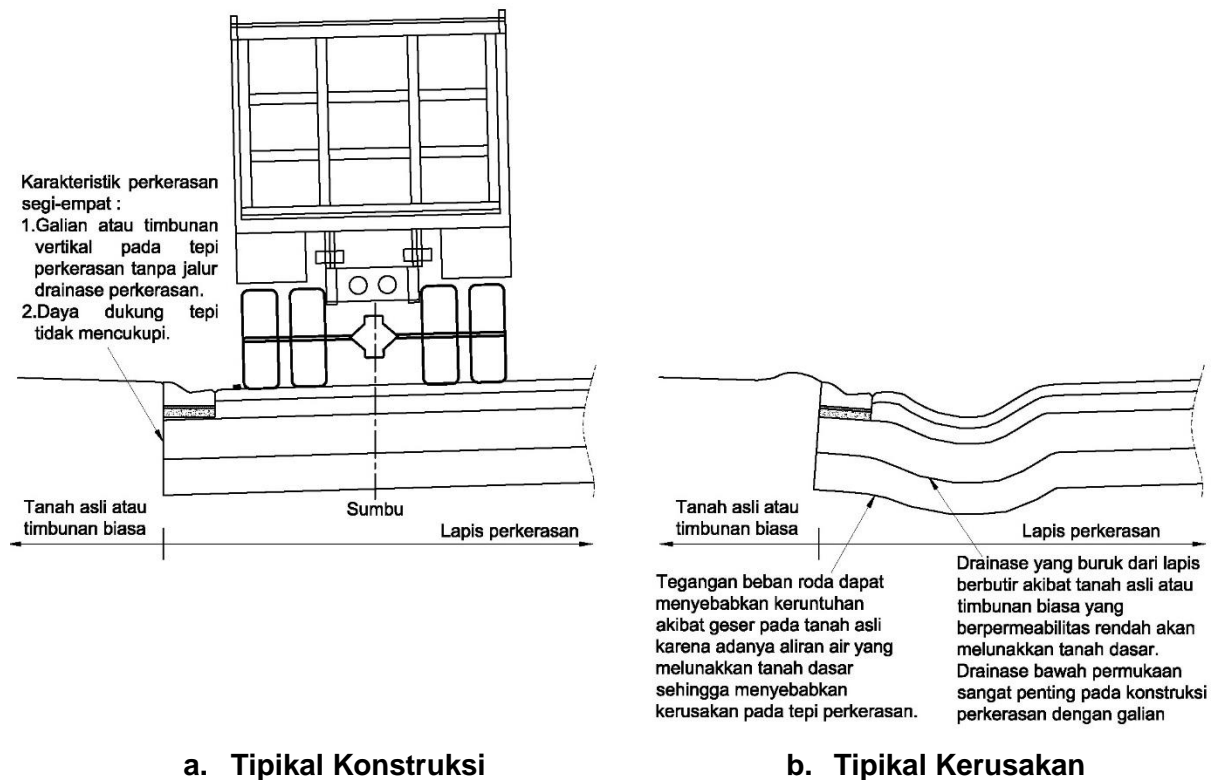 Karakteristik perkerasan
segi-empat :
1.Galian atau timbunan
vertikal pada tepi
perkerasan tanpa jalur
drainase perkerasan.
2.Daya dukung tepi
tidak mencukupi.
Tanah asli atau
timbunan biasa
Sumbu
Lapis perkerasan
Tanah asli atau
timbunan biasa
Lapis perkerasan
Tegangan beban roda dapat
menyebabkan keruntuhan
akibat geser pada tanah asli
karena adanya aliran air yang
melunakkan tanah dasar
sehingga menyebabkan
kerusakan pada tepi perkerasan.
Drainase yang buruk dari lapis
berbutir akibat tanah asli atau
timbunan biasa yang
berpermeabilitas rendah akan
melunakkan tanah dasar.
Drainase bawah permukaan
sangat penting pada konstruksi
perkerasan dengan galian
a. Tipikal Konstruksi
b. Tipikal Kerusakan